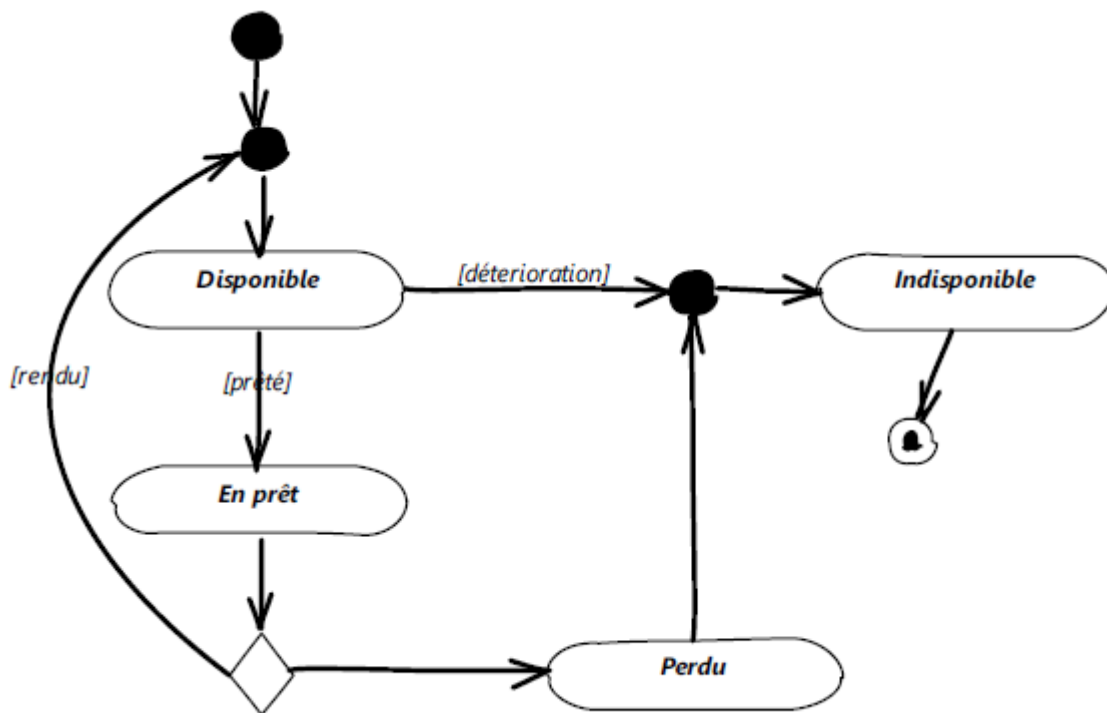 Disponible
[déterioration]
Indisponible
[rendu]
[prêté]
En prêt
Perdu